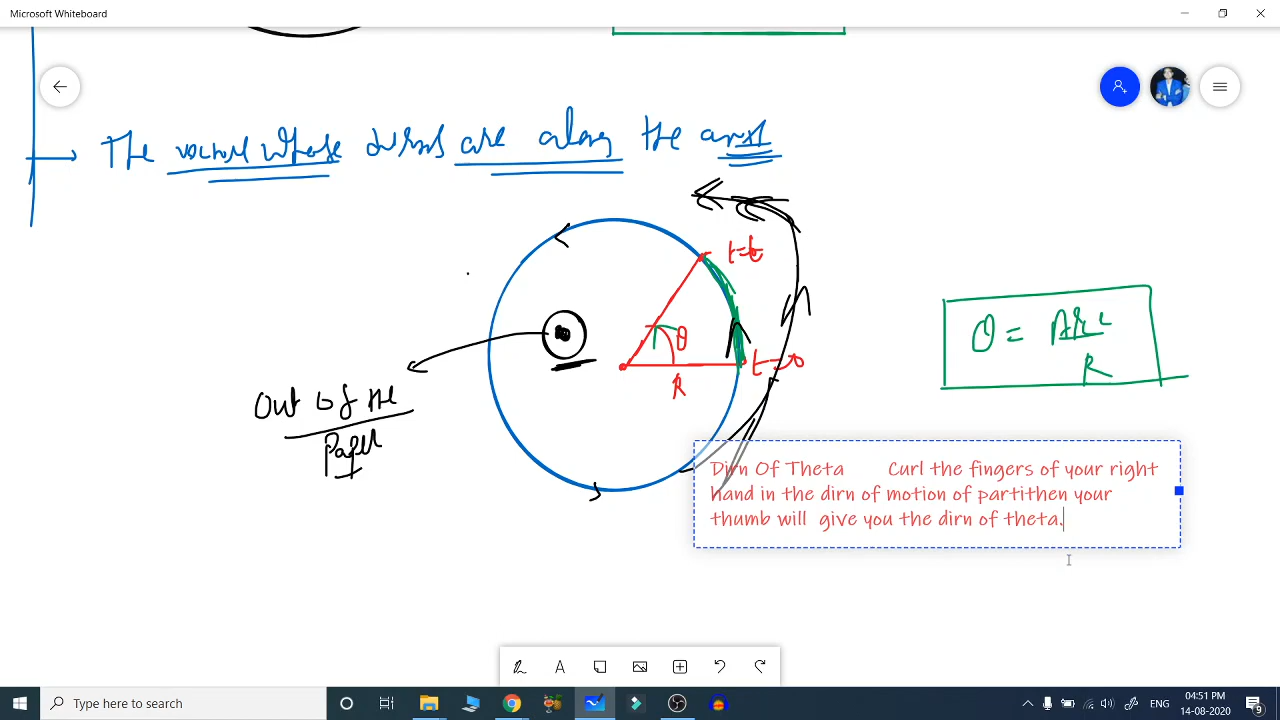 Microsoft Whiteboard
The whose dirns are along the axis
t=t
θ
t=0
R
θ = Arc
R
Out of the
Paper
Dirn Of Theta Curl the fingers of your right
hand in the dirn of motion of partithen your
thumb will give you the dirn of theta.
A
Type here to search
ENG
04:51 PM
14-08-2020
9